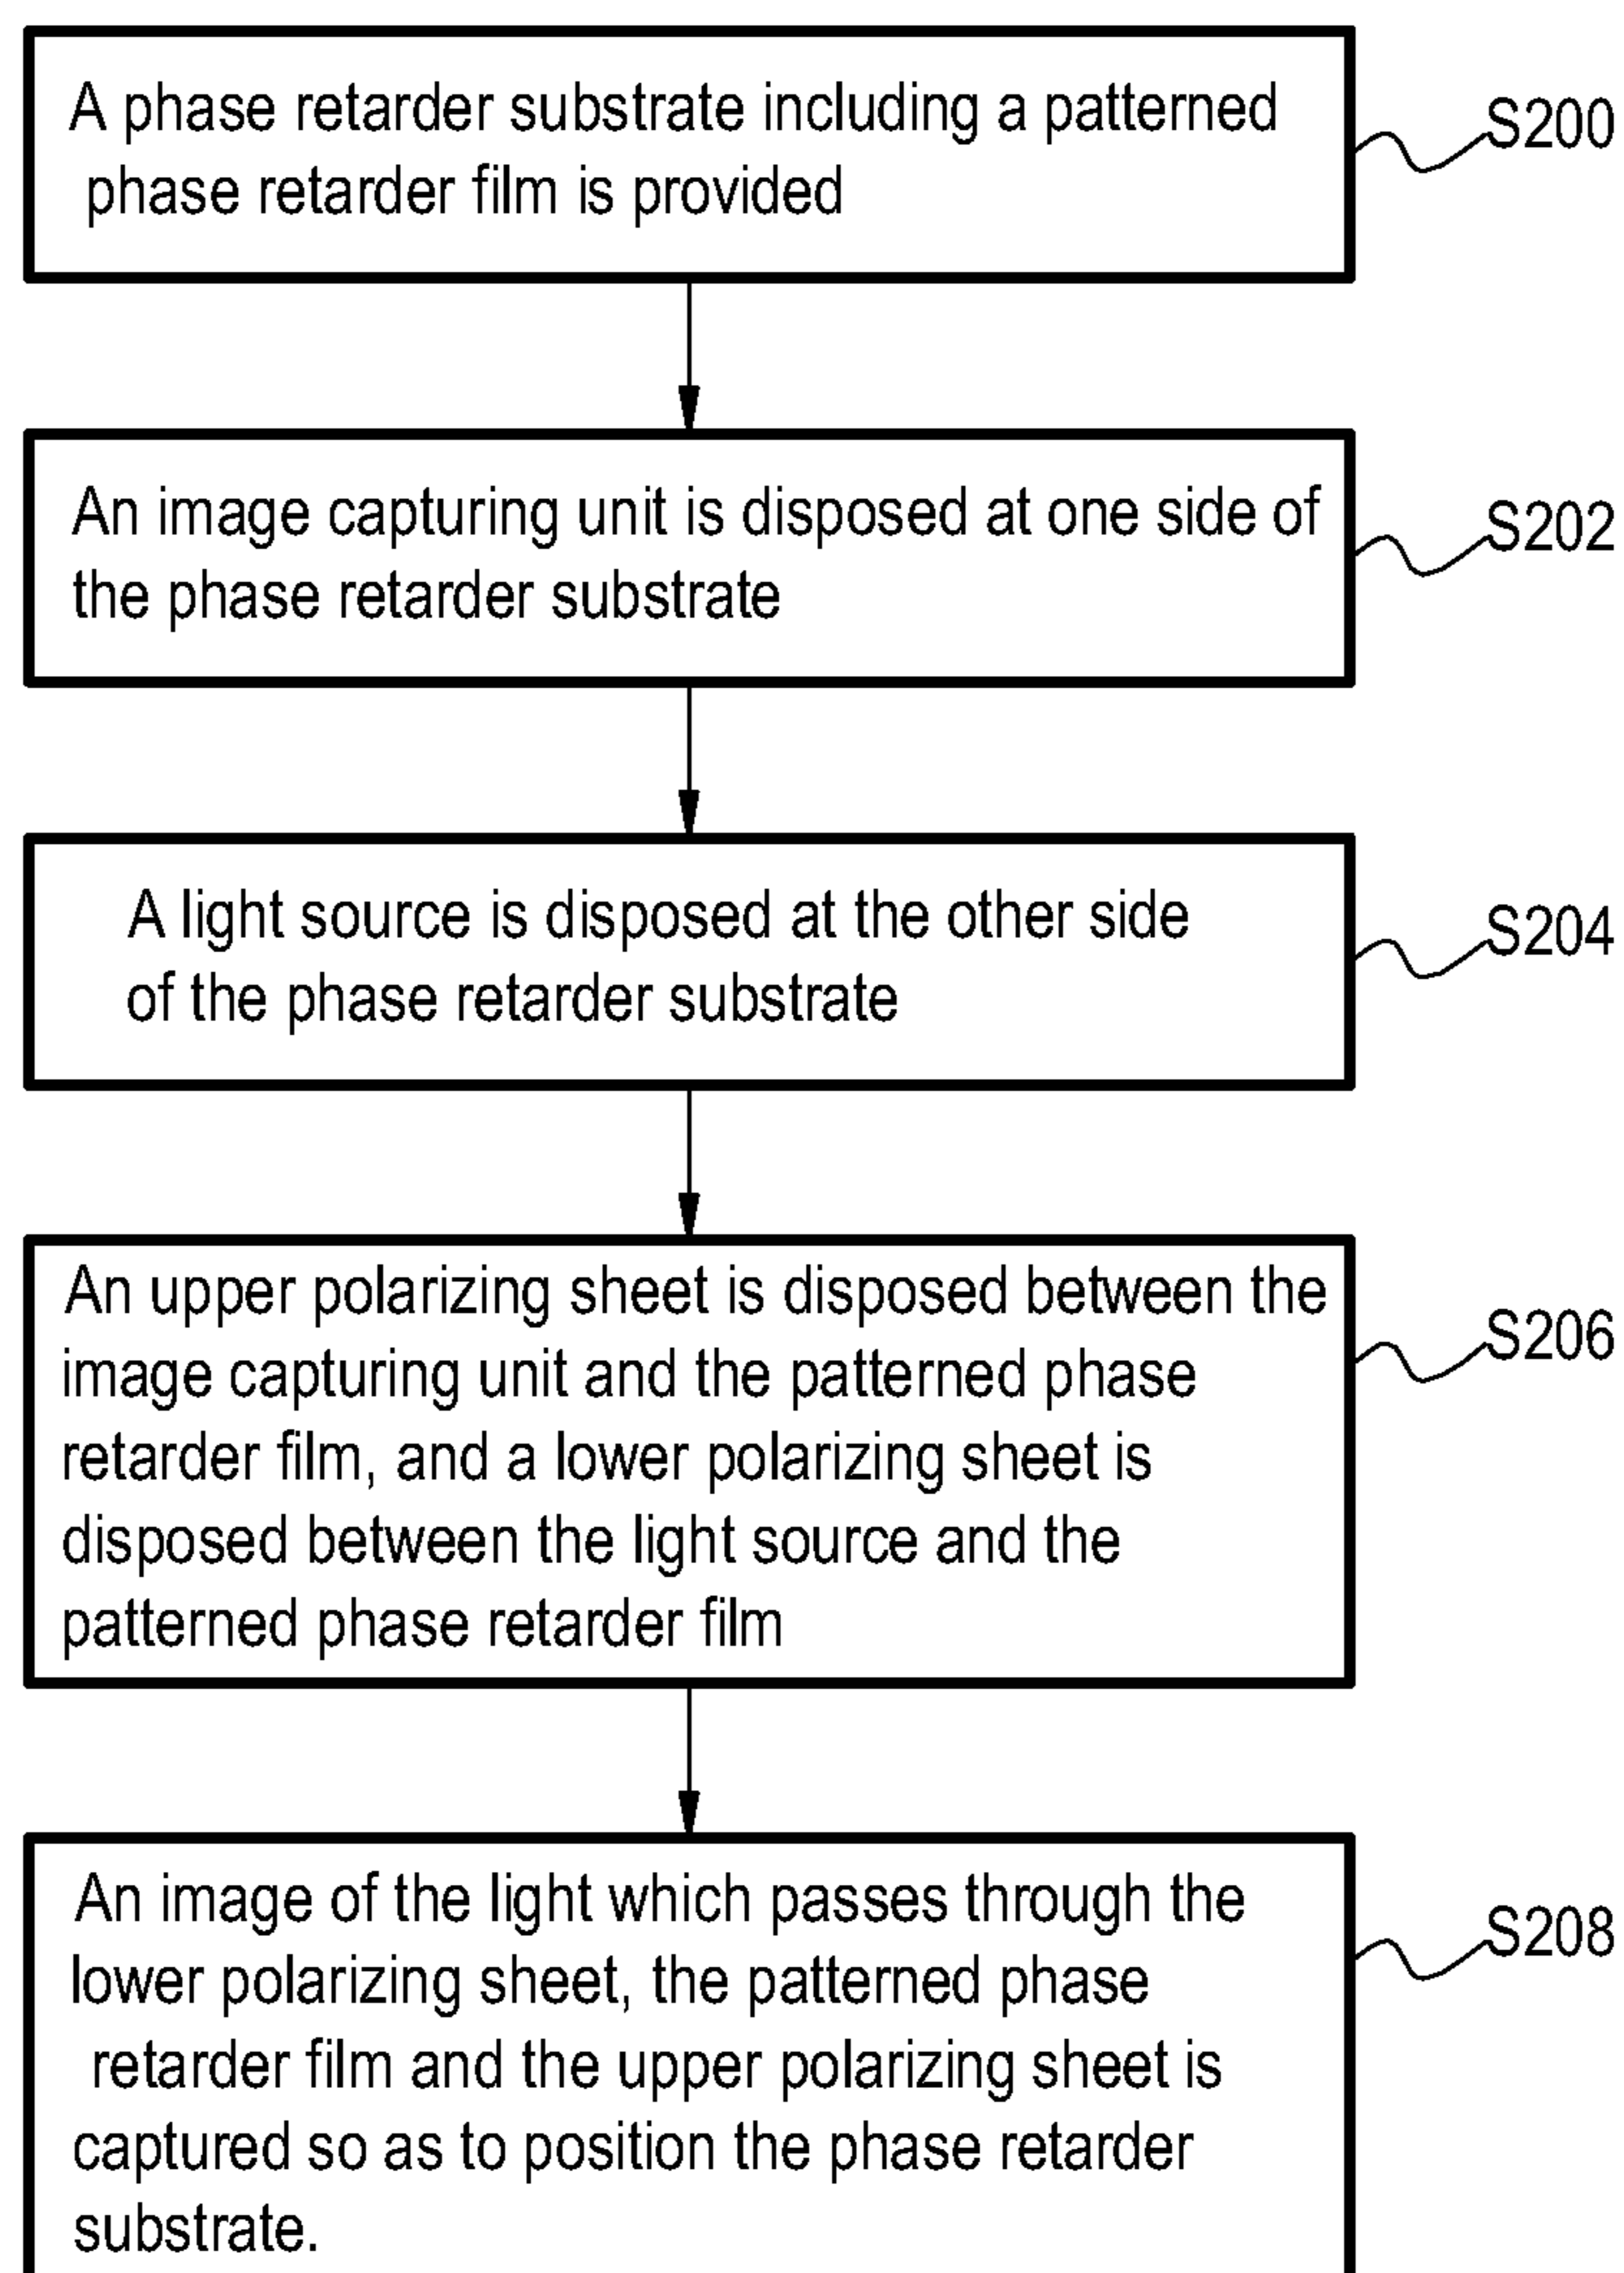 A phase retarder substrate including a patterned
phase retarder film is provided
S200
An image capturing unit is disposed at one side of
the phase retarder substrate
S202
A light source is disposed at the other side
of the phase retarder substrate
S204
An upper polarizing sheet is disposed between the
image capturing unit and the patterned phase
retarder film, and a lower polarizing sheet is
disposed between the light source and the
patterned phase retarder film
S206
An image of the light which passes through the
lower polarizing sheet, the patterned phase
retarder film and the upper polarizing sheet is
captured so as to position the phase retarder
substrate.
S208